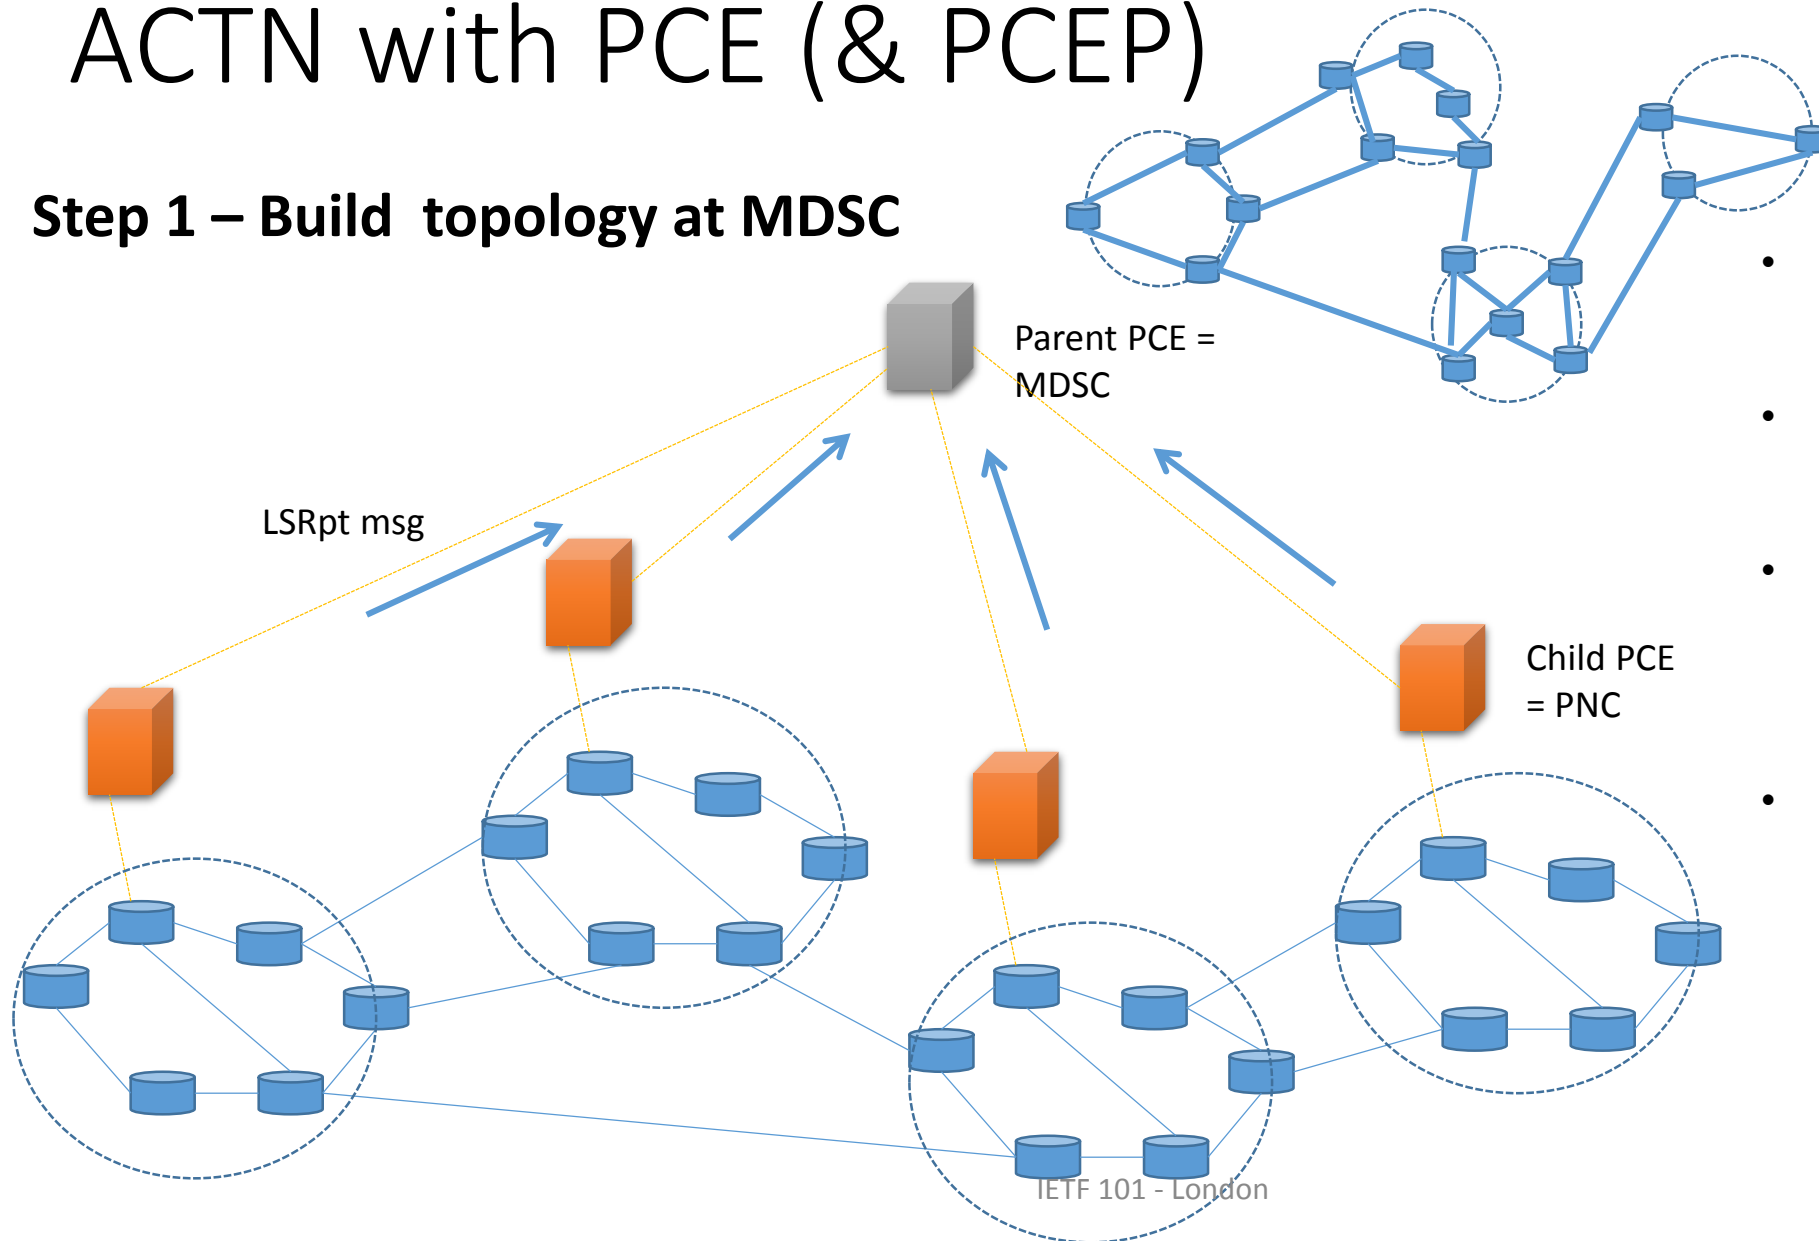 ACTN with PCE (& PCEP)
Step 1 – Build topology at MDSC
Parent PCE =
MDSC
LSRpt msg
Child PCE
= PNC
IETF 101 - London